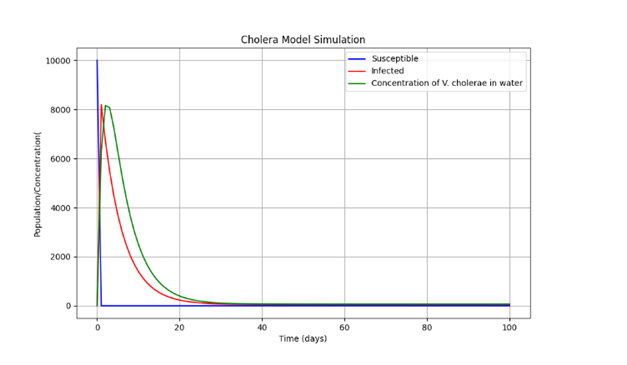 Cholera Model Simulation
Susceptible
Infected
Concentration of V. cholerae in water
10000
8000
6000
4000
2000
0
Population/Concentration(
0 20 40 60 80 100
Time (days)